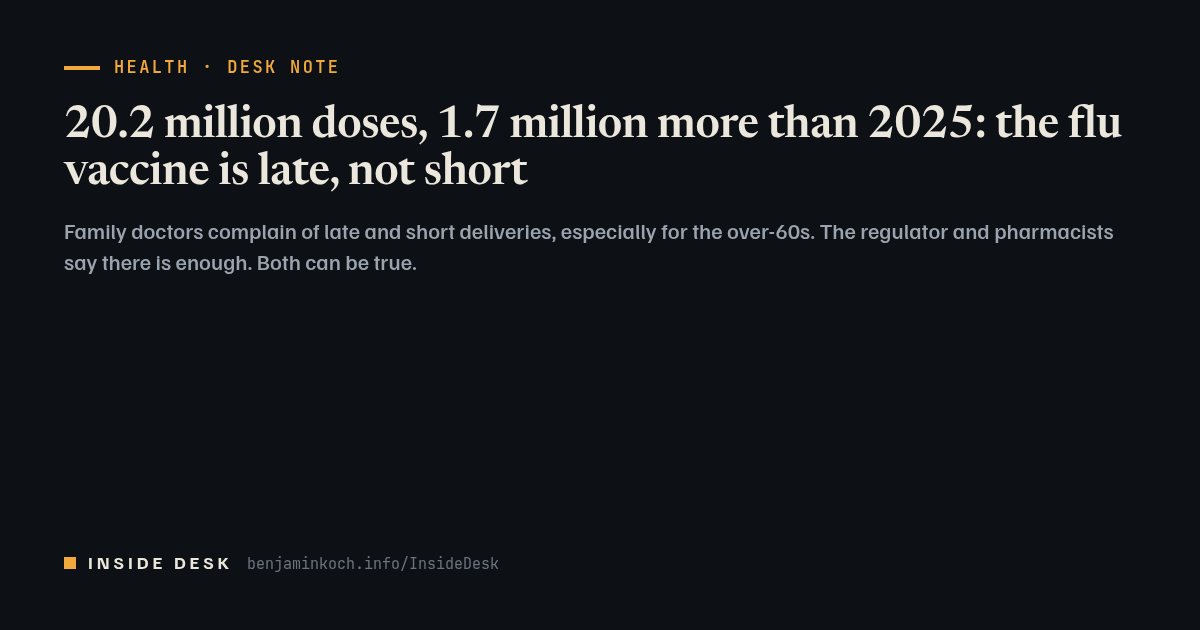 HEALTH · DESK NOTE
20.2 million doses, 1.7 million more than 2025: the flu
vaccine is late, not short
Family doctors complain of late and short deliveries, especially for the over-60s. The regulator and pharmacists
say there is enough. Both can be true.
INSIDE DESK benjaminkoch.info/InsideDesk